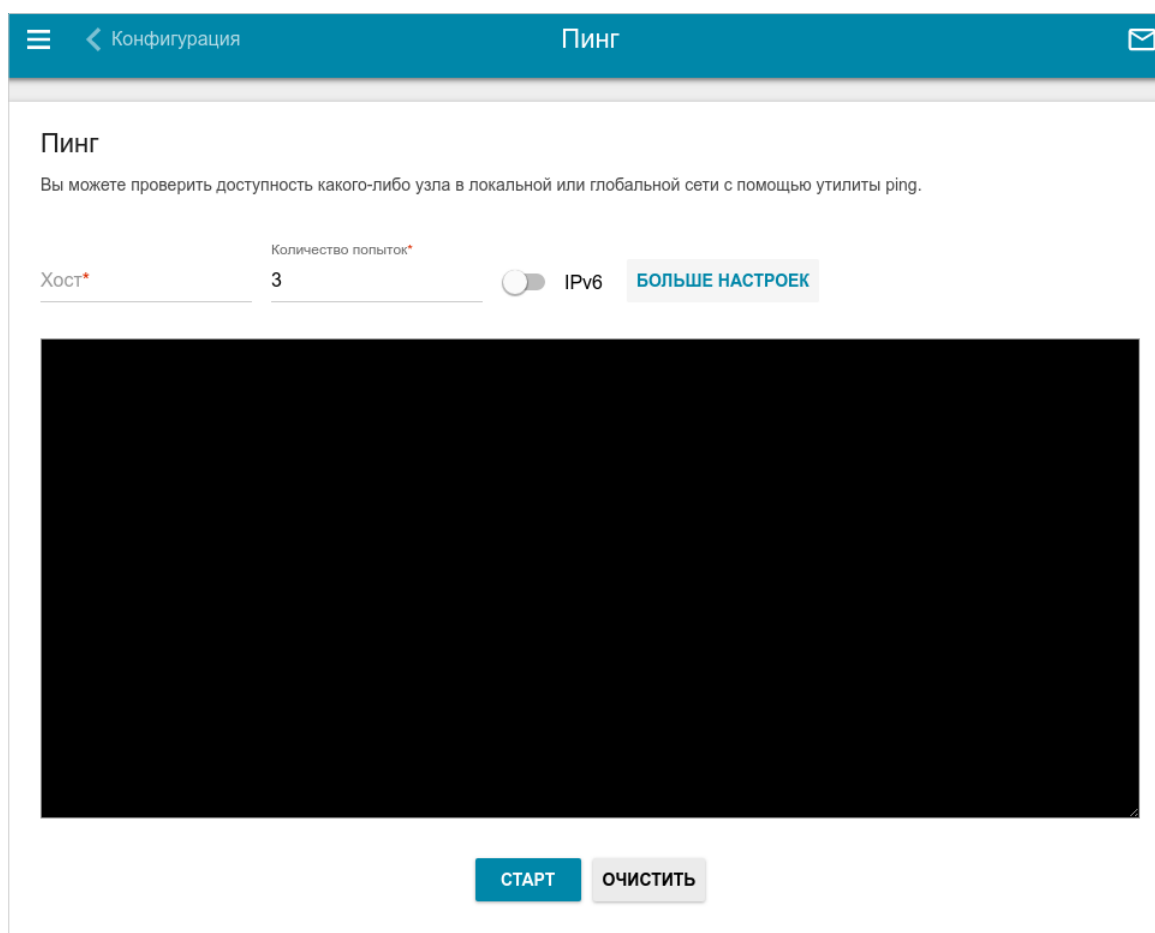 Конфигурация
Пинг
Пинг
Вы можете проверить доступность какого-либо узла в локальной или глобальной сети с помощью утилиты ping.
Количество попыток*
Хост* 3 IPv6 БОЛЬШЕ НАСТРОЕК
СТАРТ ОЧИСТИТЬ